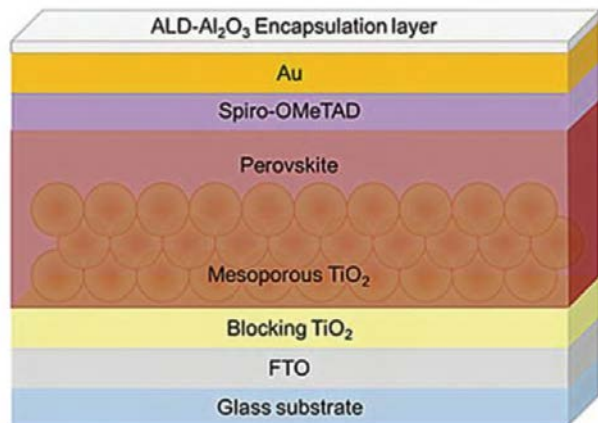 ALD-Al₂O₃ Encapsulation layer
Au
Spiro-OMeTAD
Perovskite
Mesoporous TiO₂
Blocking TiO₂
FTO
Glass substrate